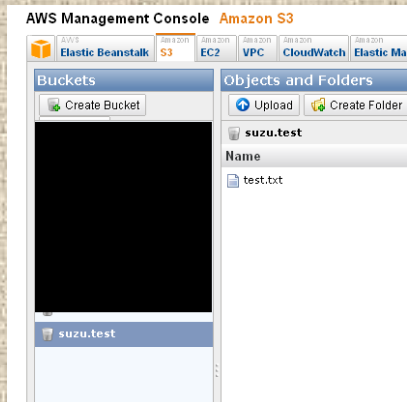 AWS Management Console Amazon S3
AWS Amazon Amazon Amazon Amazon Amazon
Elastic Beanstalk S3 EC2 VPC CloudWatch Elastic Ma
Buckets Objects and Folders
Create Bucket Upload Create Folder
suzu.test
Name
test.txt
suzu.test